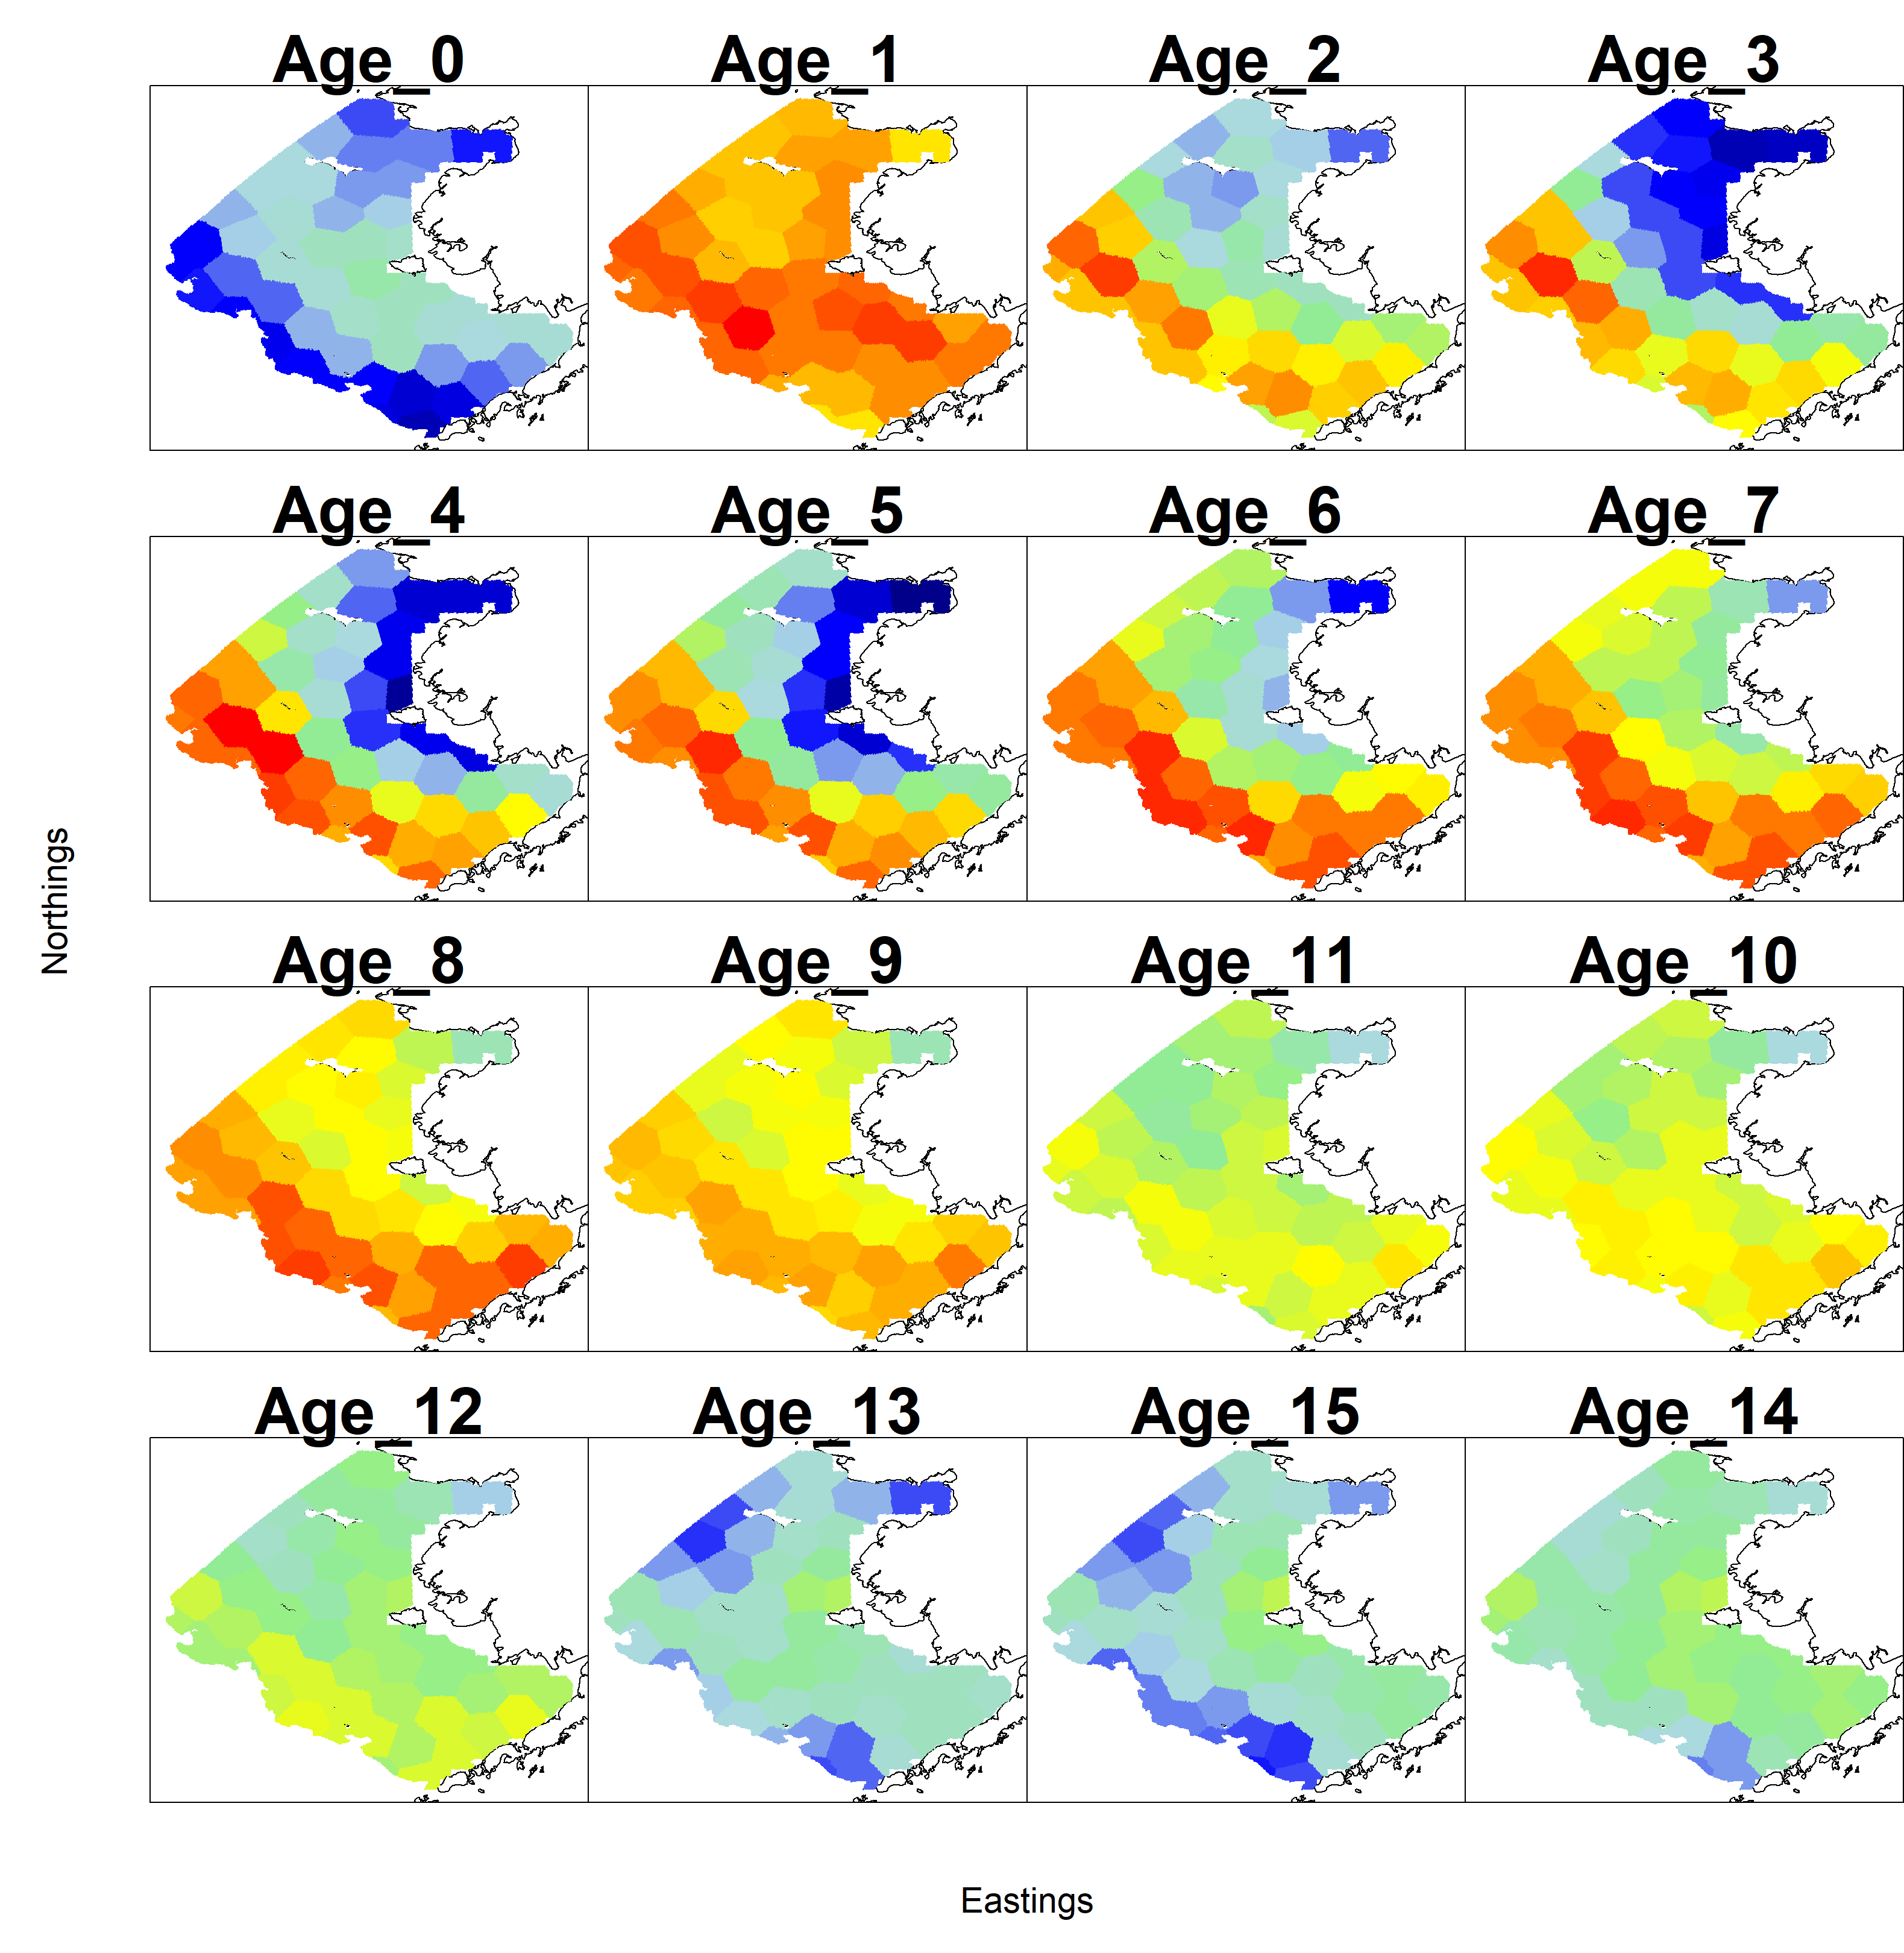 Age_0 Age_1 Age_2 Age_3
Age_4 Age_5 Age_6 Age_7
Northings
Age_8 Age_9 Age_11 Age_10
Age_12 Age_13 Age_15 Age_14
Eastings